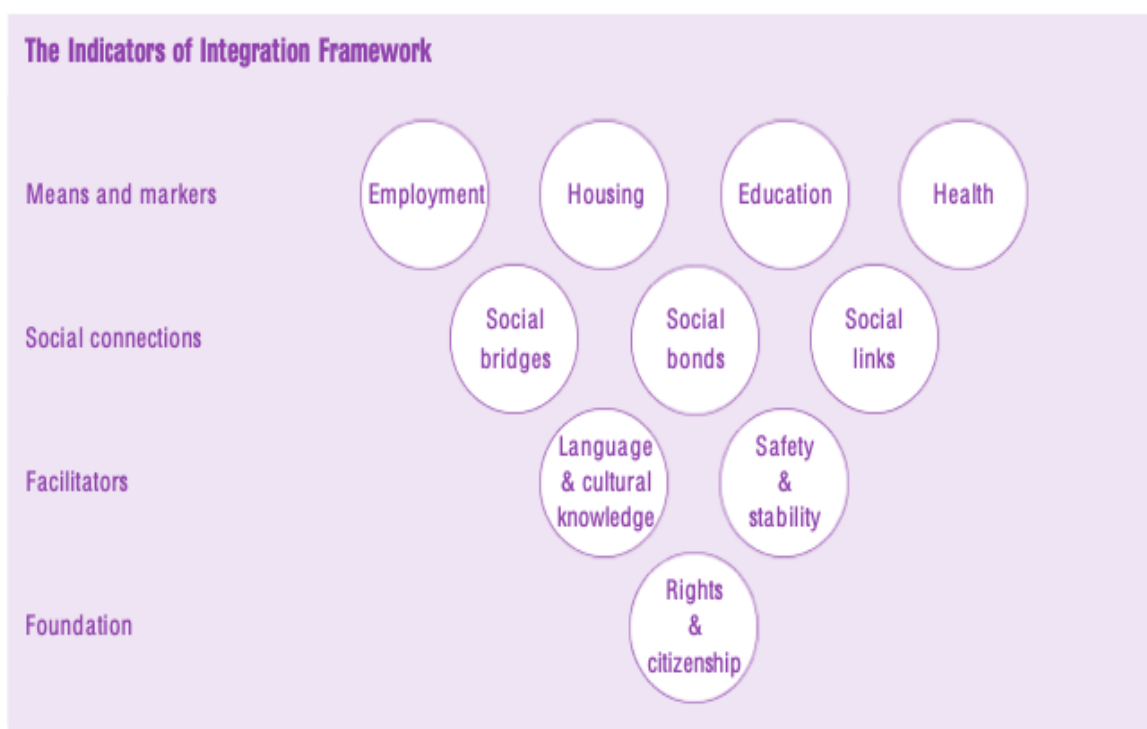 The Indicators of Integration Framework
Means and markers
Employment
Housing
Education
Health
Social connections
Social
bridges
Social
bonds
Social
links
Facilitators
Language
& cultural
knowledge
Safety
&
stability
Foundation
Rights
&
citizenship